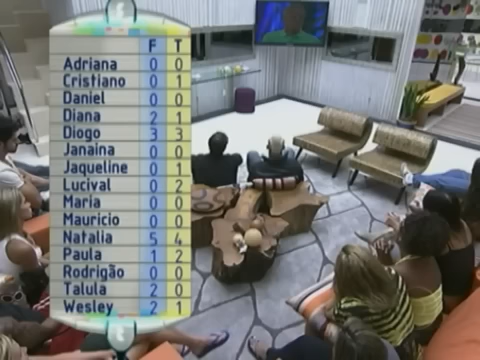 F T
Adriana 0 0
Cristiano 0 1
Daniel 0 0
Diana 2 1
Diogo 3 3
Janaina 0 0
Jaqueline 0 1
Lucival 0 2
Maria 0 0
Mauricio 0 0
Natalia 5 4
Paula 1 2
Rodrigão 0 0
Talula 2 0
Wesley 2 1